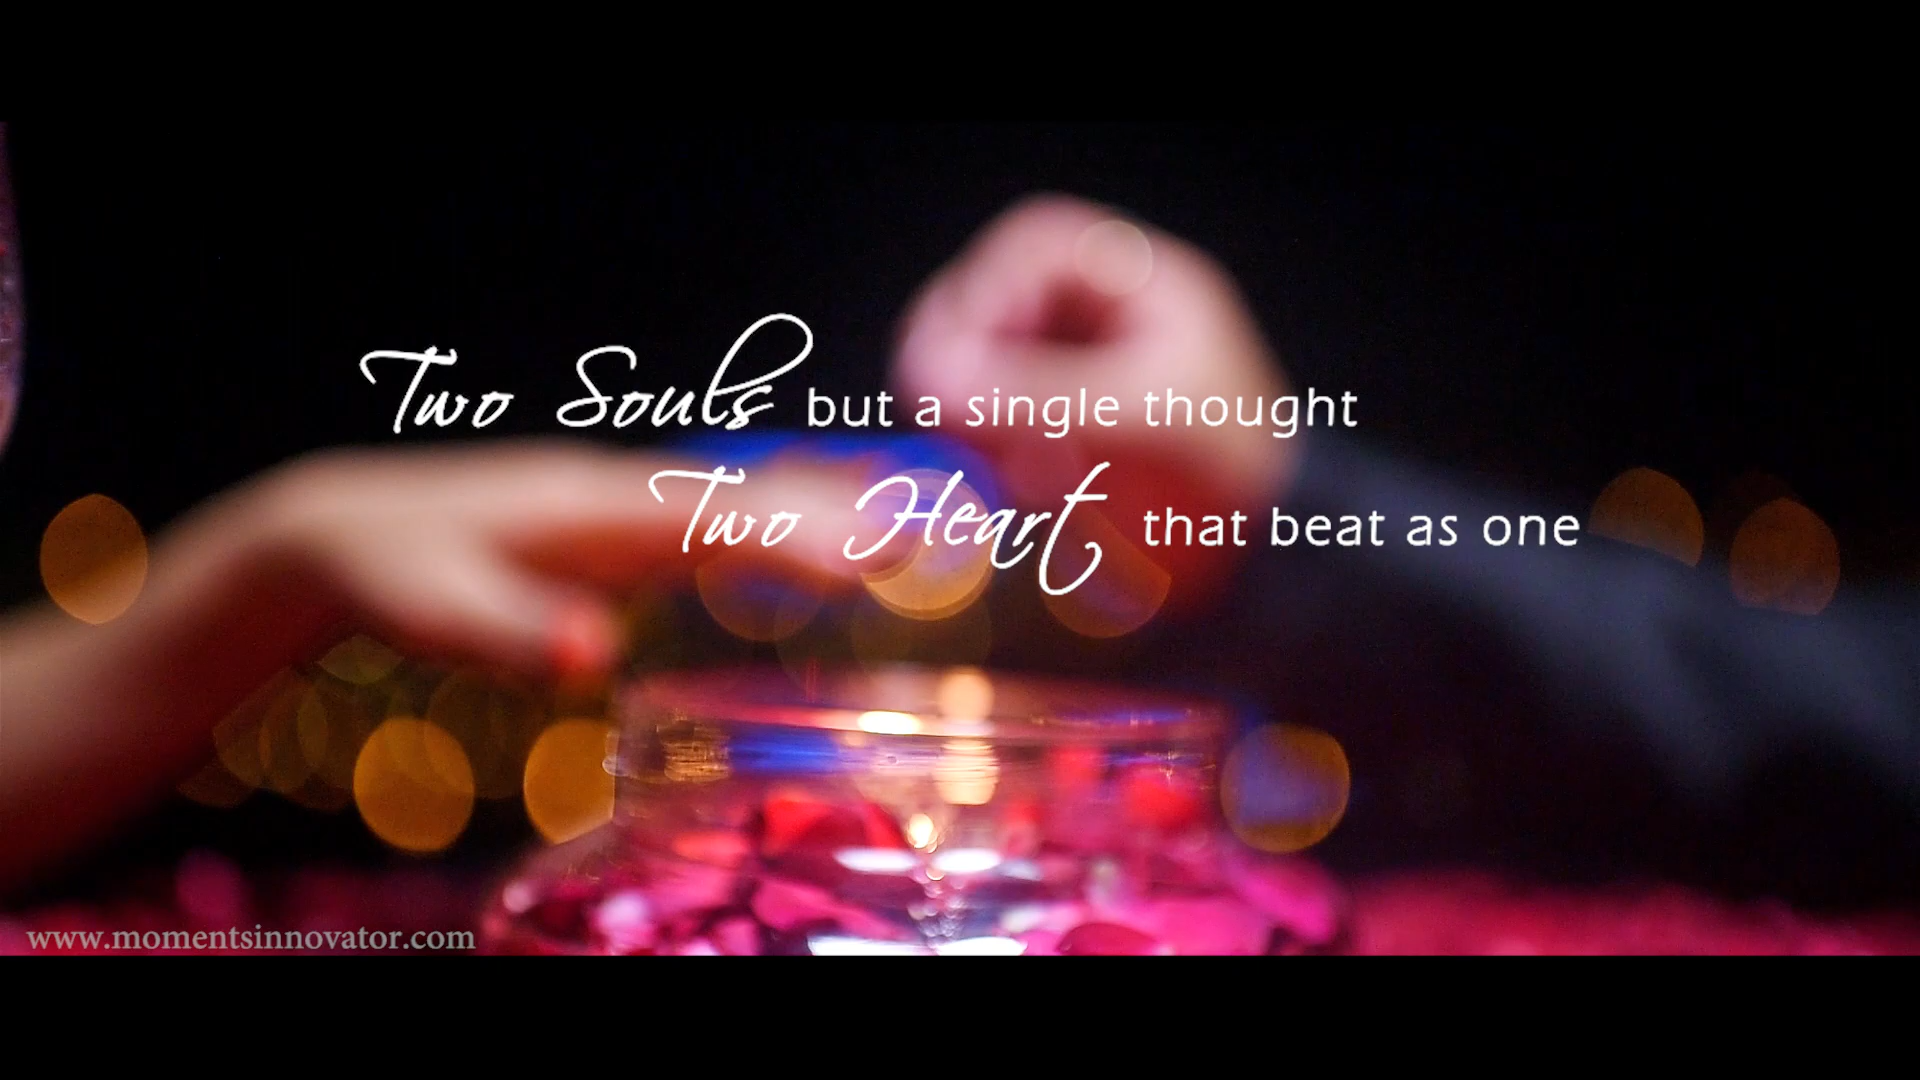 Two Souls but a single thought
Two Heart that beat as one
www.momentsinnovator.com